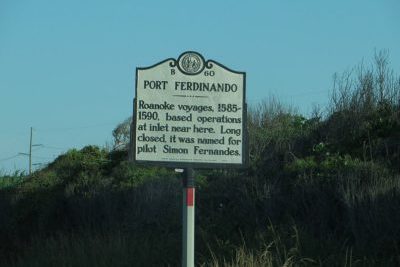 B 60
PORT FERDINANDO
Roanoke voyages, 1585-
1590, based operations
at inlet near here. Long
closed, it was named for
pilot Simon Fernandes.